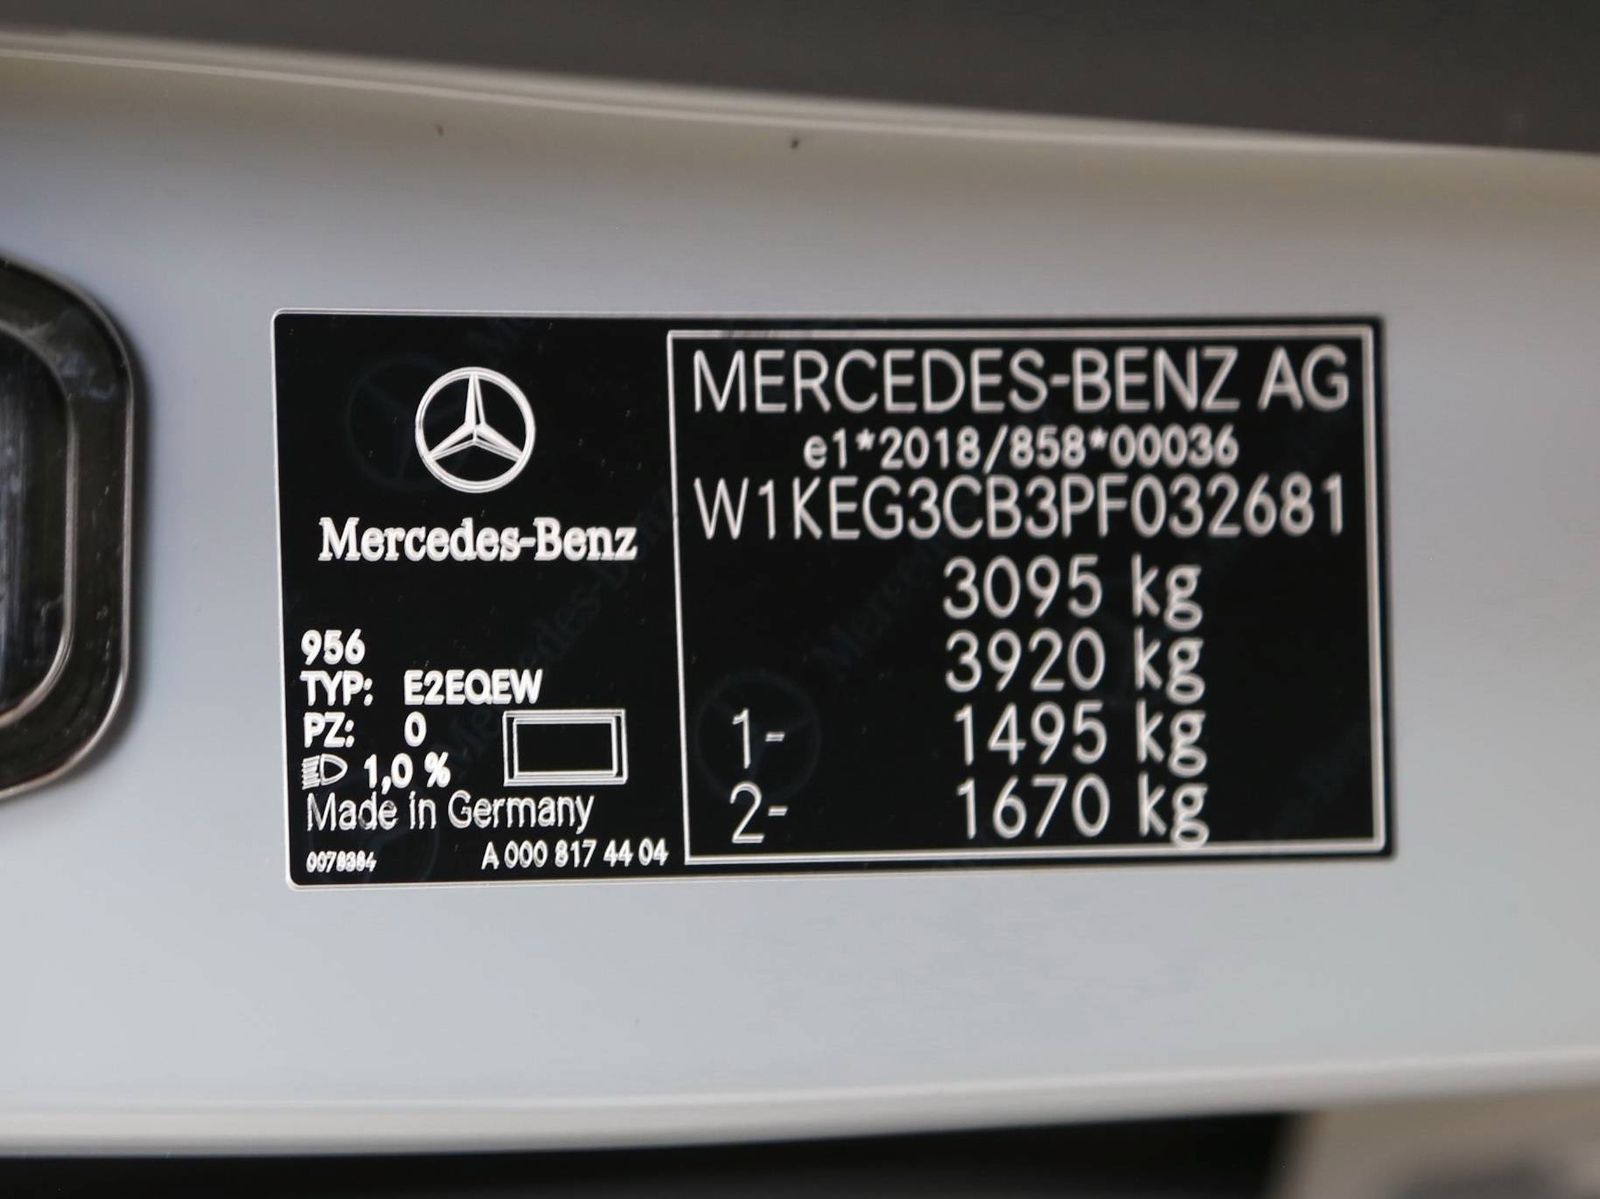 Mercedes-Benz
956
TYP: E2EQEW
PZ: 0
1,0 %
Made in Germany
0078384
A 000 817 44 04
MERCEDES-BENZ AG
e1*2018/858*00036
W1KEG3CB3PF032681
3095 kg
3920 kg
1- 1495 kg
2- 1670 kg